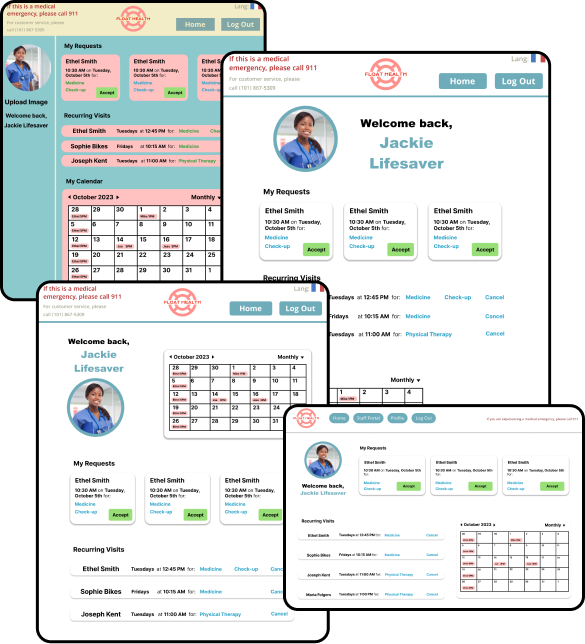 If this is a medical
emergency, please call 911
For customer service, please
call (101) 867-5309
FLOAT HEALTH
Home
Log Out
Upload Image
Welcome back,
Jackie Lifesaver
My Requests
Ethel Smith
10:30 AM on Tuesday,
October 5th for:
Medicine
Check-up
Accept
Ethel Smith
10:30 AM on Tuesday,
October 5th for:
Medicine
Check-up
Accept
Ethel S
10:30 AM
October
Medicine
Check-up
Recurring Visits
Ethel Smith Tuesdays at 12:45 PM for: Medicine
Sophie Bikes Fridays at 10:15 AM for: Medicine
Joseph Kent Tuesdays at 11:00 AM for: Physical Therapy
My Calendar
October 2023 Monthly
28 29 30 1 2 3
5 6 7 8 9 10
12 13 14 15 16 17
19 20 21 22 23 24
26 27 28 29 30 31 1
If this is a medical
emergency, please call 911
For customer service, please
call (101) 867-5309
FLOAT HEALTH
Lang:
Home
Log Out
Welcome back,
Jackie
Lifesaver
My Requests
Ethel Smith
10:30 AM on Tuesday,
October 5th for:
Medicine
Check-up
Accept
Ethel Smith
10:30 AM on Tuesday,
October 5th for:
Medicine
Check-up
Accept
Ethel Smith
10:30 AM on Tuesday,
October 5th for:
Medicine
Check-up
Accept
Recurring Visits
Tuesdays at 12:45 PM for: Medicine Check-up Cancel
Fridays at 10:15 AM for: Medicine Cancel
Tuesdays at 11:00 AM for: Physical Therapy Cancel
Monthly
1 2 3 4
If this is a medical
emergency, please call 911
For customer service, please
call (101) 867-5309
FLOAT HEALTH
Lang:
Home
Log Out
Welcome back,
Jackie
Lifesaver
October 2023 Monthly
28 29 30 1 2 3 4
5 6 7 8 9 10 11
12 13 14 15 16 17 18
19 20 21 22 23 24 25
26 27 28 29 30 31 1
My Requests
Ethel Smith
10:30 AM on Tuesday,
October 5th for:
Medicine
Check-up
Accept
Ethel Smith
10:30 AM on Tuesday,
October 5th for:
Medicine
Check-up
Accept
Ethel Smith
10:30 AM on Tuesday,
October 5th for:
Medicine
Check-up
Accept
Recurring Visits
Ethel Smith Tuesdays at 12:45 PM for: Medicine Check-up
Sophie Bikes Fridays at 10:15 AM for: Medicine
Joseph Kent Tuesdays at 11:00 AM for: Physical Therapy
FLOAT HEALTH
Home
Staff Portal
Profile
Log Out
If you are experiencing a medical emergency, please call 911
Welcome back,
Jackie Lifesaver
My Requests
Ethel Smith
10:30 AM on Tuesday, October 5th
for:
Medicine
Check-up
Accept
Ethel Smith
10:30 AM on Tuesday, October 5th
for:
Medicine
Check-up
Accept
Ethel Smith
10:30 AM on Tuesday, October 5th
for:
Medicine
Check-up
Accept
Recurring Visits
Ethel Smith Tuesdays at 12:45 PM for: Medicine Cancel
Sophie Bikes Fridays at 10:15 AM for: Medicine Cancel
Joseph Kent Tuesdays at 11:00 AM for: Physical Therapy Cancel
Maria Folgers Tuesdays at 1:00 PM for: Physical Therapy Cancel
October 2023 Monthly